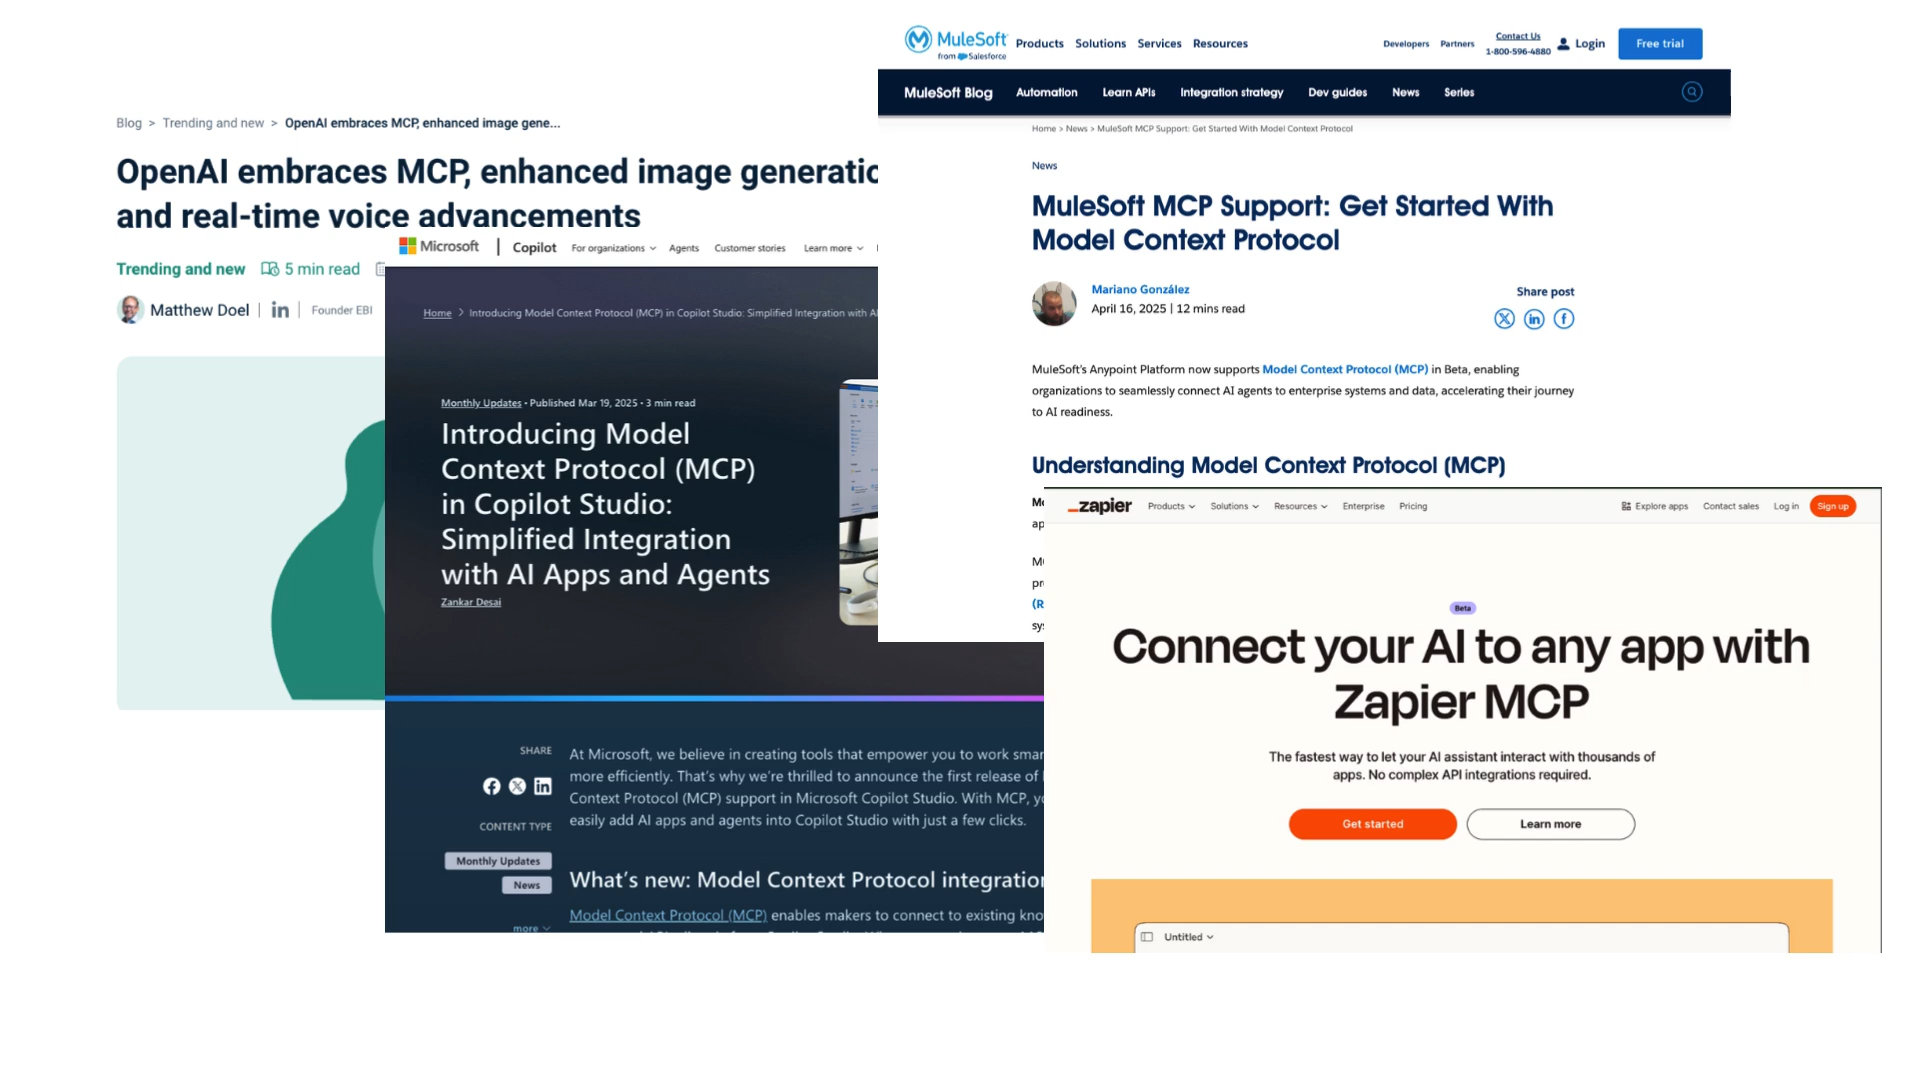 Blog > Trending and new > OpenAI embraces MCP, enhanced image gene...
OpenAI embraces MCP, enhanced image generatio
and real-time voice advancements
Trending and new 5 min read
Matthew Doel | in | Founder EBI
Microsoft | Copilot For organizations Agents Customer stories Learn more
Home > Introducing Model Context Protocol (MCP) in Copilot Studio: Simplified Integration with AI
Monthly Updates • Published Mar 19, 2025 • 3 min read
Introducing Model
Context Protocol (MCP)
in Copilot Studio:
Simplified Integration
with AI Apps and Agents
Zankar Desai
SHARE
CONTENT TYPE
Monthly Updates
News
more
At Microsoft, we believe in creating tools that empower you to work smar
more efficiently. That's why we're thrilled to announce the first release of
Context Protocol (MCP) support in Microsoft Copilot Studio. With MCP, yo
easily add AI apps and agents into Copilot Studio with just a few clicks.
What's new: Model Context Protocol integration
Model Context Protocol (MCP) enables makers to connect to existing kno
MuleSoft Products Solutions Services Resources Developers Partners Contact Us Login Free trial
from Salesforce 1-800-596-4880
MuleSoft Blog Automation Learn APIs Integration strategy Dev guides News Series
Home > News > MuleSoft MCP Support: Get Started With Model Context Protocol
News
MuleSoft MCP Support: Get Started With
Model Context Protocol
Mariano González
April 16, 2025 | 12 mins read
Share post
MuleSoft's Anypoint Platform now supports Model Context Protocol (MCP) in Beta, enabling
organizations to seamlessly connect AI agents to enterprise systems and data, accelerating their journey
to AI readiness.
Understanding Model Context Protocol (MCP)
Mo
ap
pr
(R
sy
zapier Products Solutions Resources Enterprise Pricing Explore apps Contact sales Log in Sign up
Beta
Connect your AI to any app with
Zapier MCP
The fastest way to let your AI assistant interact with thousands of
apps. No complex API integrations required.
Get started Learn more
Untitled